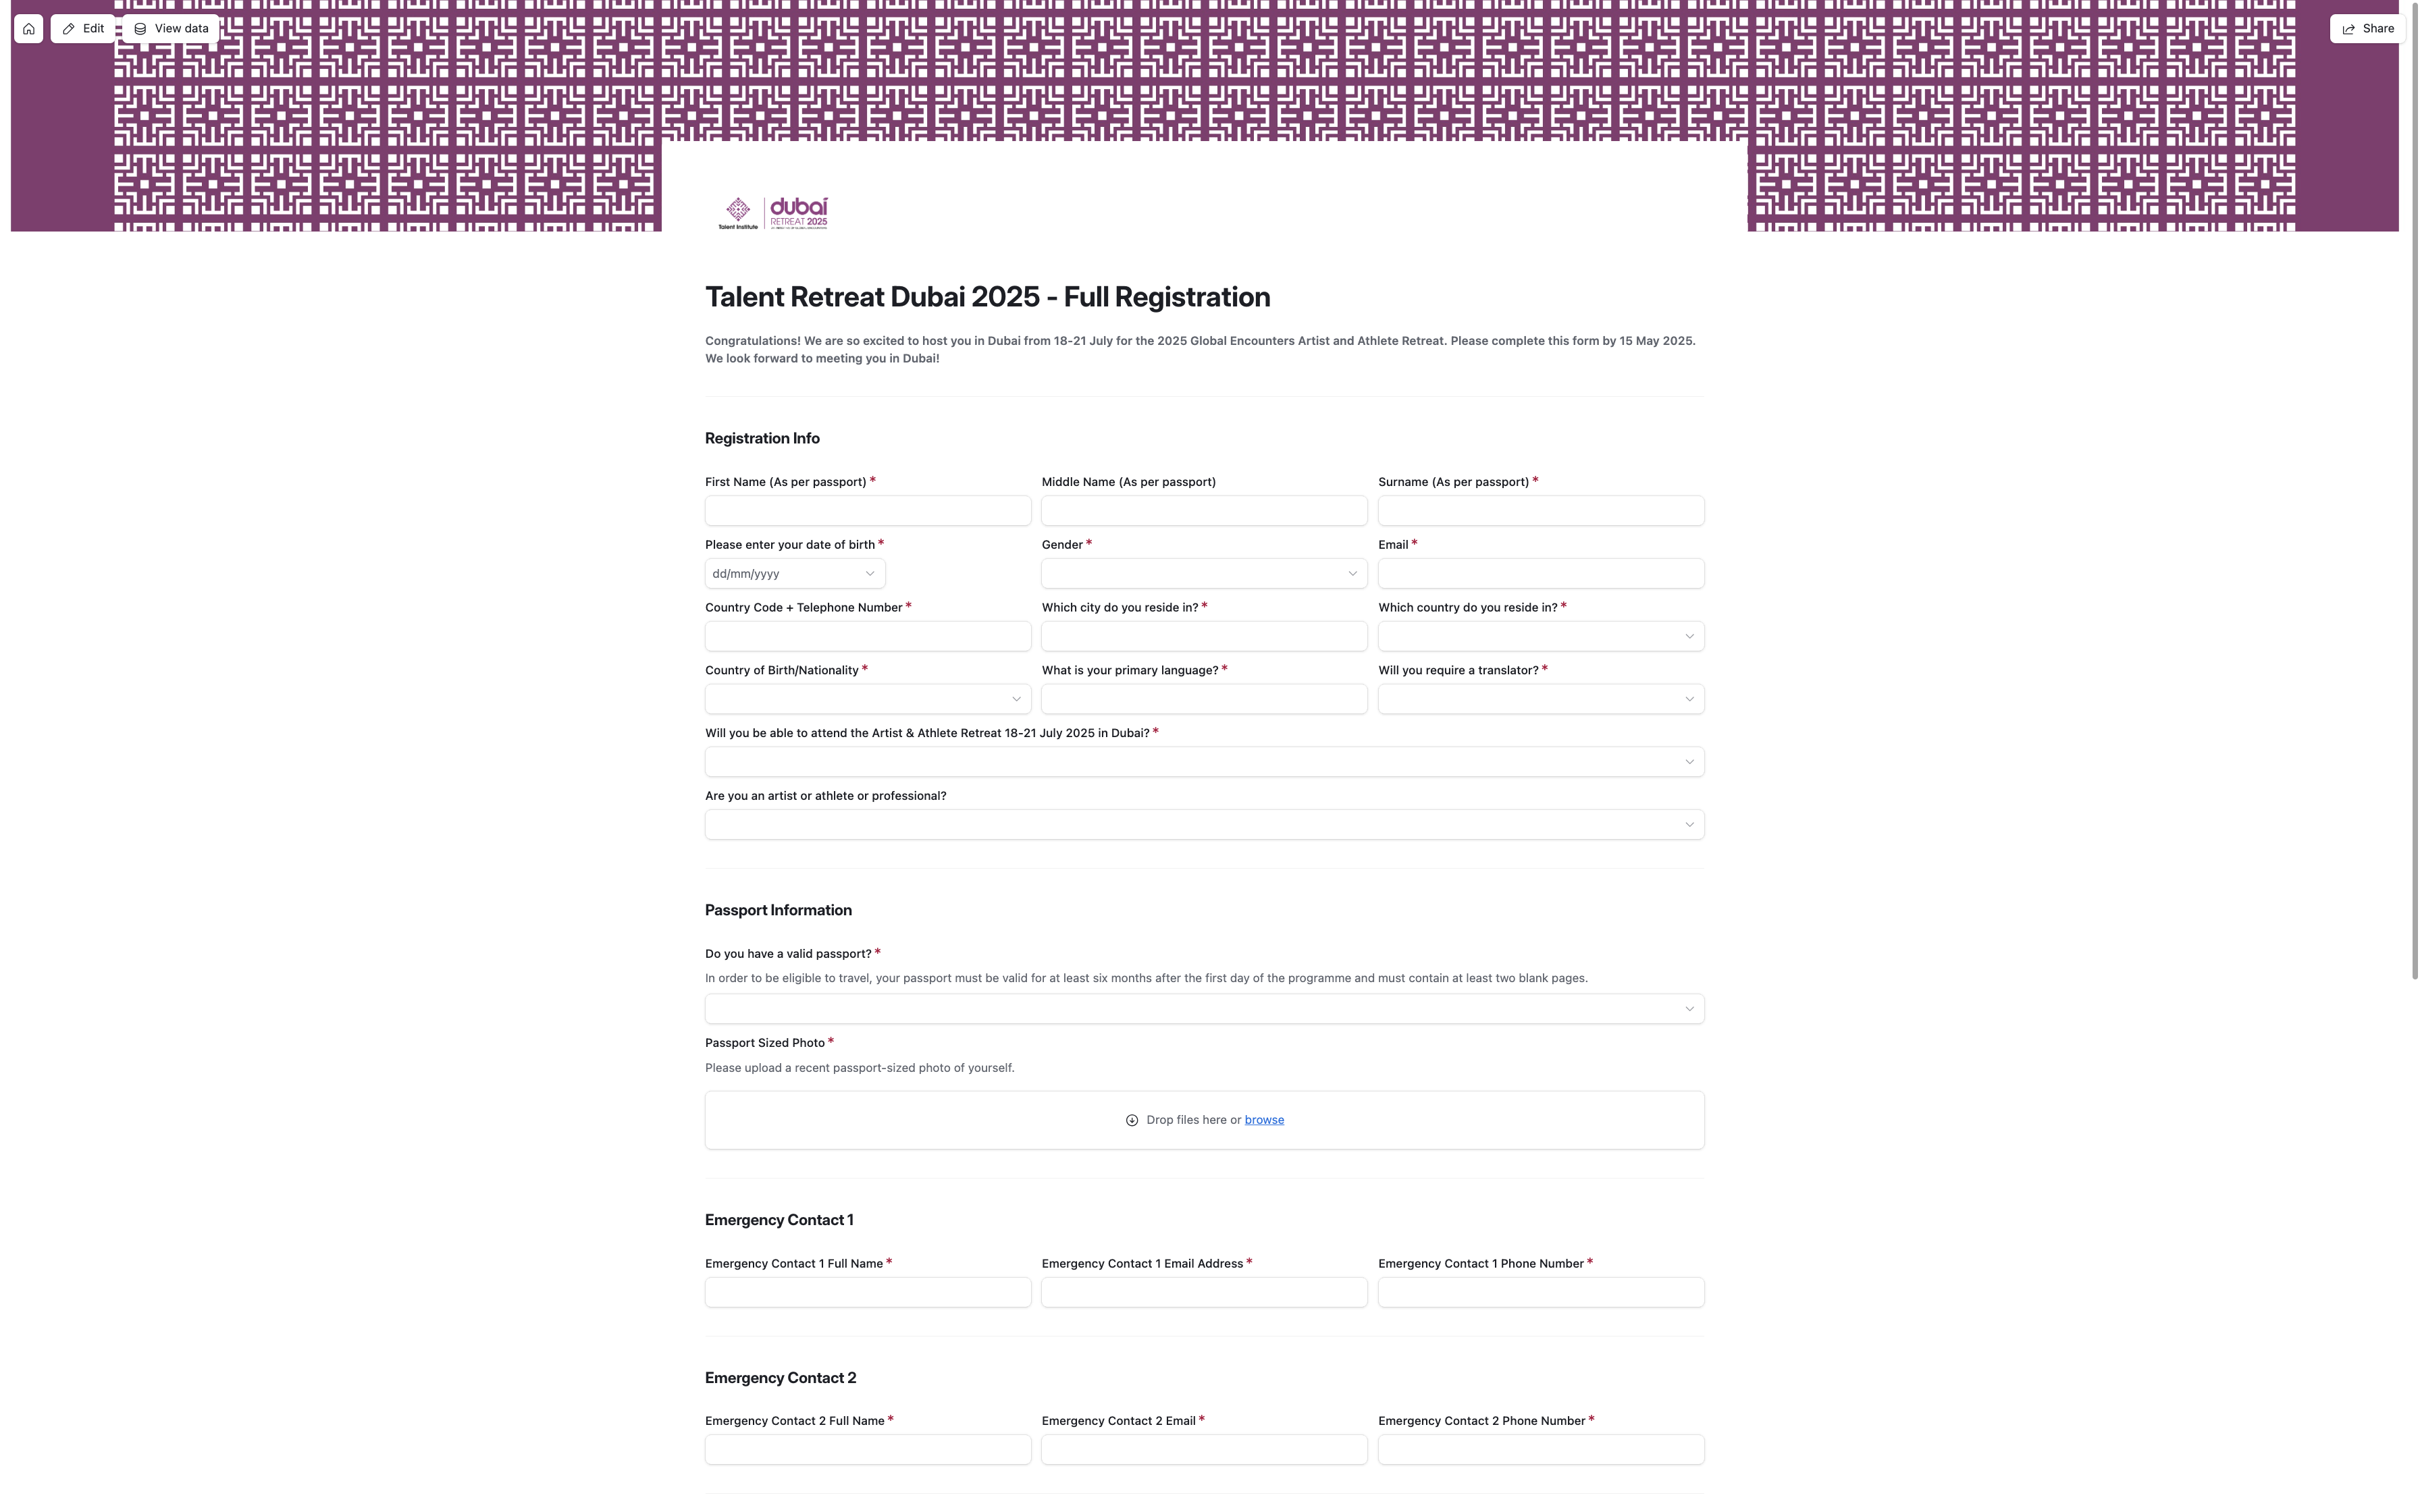 Edit
View data
Share
Talent Institute
dubai
RETREAT 2025
Talent Retreat Dubai 2025 - Full Registration
Congratulations! We are so excited to host you in Dubai from 18-21 July for the 2025 Global Encounters Artist and Athlete Retreat. Please complete this form by 15 May 2025.
We look forward to meeting you in Dubai!
Registration Info
First Name (As per passport) *
Middle Name (As per passport)
Surname (As per passport) *
Please enter your date of birth *
Gender *
Email *
dd/mm/yyyy
Country Code + Telephone Number *
Which city do you reside in? *
Which country do you reside in? *
Country of Birth/Nationality *
What is your primary language? *
Will you require a translator? *
Will you be able to attend the Artist & Athlete Retreat 18-21 July 2025 in Dubai? *
Are you an artist or athlete or professional?
Passport Information
Do you have a valid passport? *
In order to be eligible to travel, your passport must be valid for at least six months after the first day of the programme and must contain at least two blank pages.
Passport Sized Photo *
Please upload a recent passport-sized photo of yourself.
Drop files here or browse
Emergency Contact 1
Emergency Contact 1 Full Name *
Emergency Contact 1 Email Address *
Emergency Contact 1 Phone Number *
Emergency Contact 2
Emergency Contact 2 Full Name *
Emergency Contact 2 Email *
Emergency Contact 2 Phone Number *